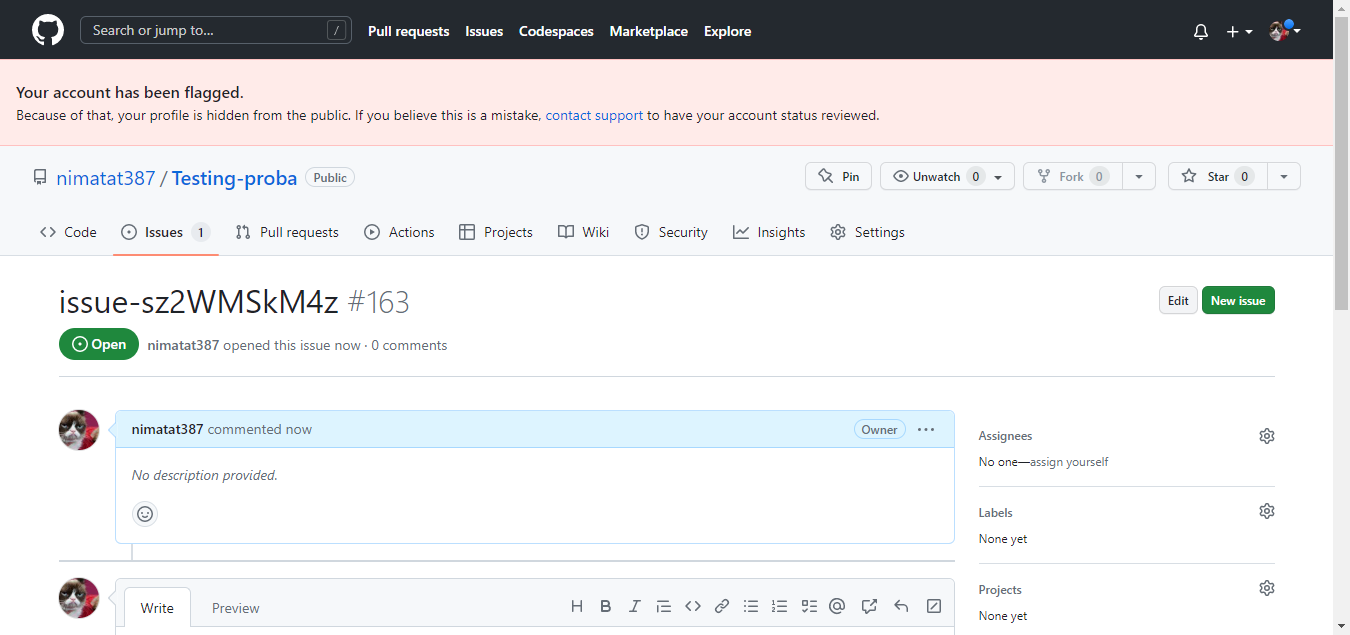 Search or jump to... / Pull requests Issues Codespaces Marketplace Explore
Your account has been flagged.
Because of that, your profile is hidden from the public. If you believe this is a mistake, contact support to have your account status reviewed.
nimatat387 / Testing-proba Public Pin Unwatch 0 Fork 0 Star 0
Code Issues 1 Pull requests Actions Projects Wiki Security Insights Settings
issue-sz2WMSkM4z #163 Edit New issue
Open nimatat387 opened this issue now · 0 comments
nimatat387 commented now Owner
Assignees
No one—assign yourself
No description provided.
Labels
None yet
Projects
None yet
Write Preview H B I @